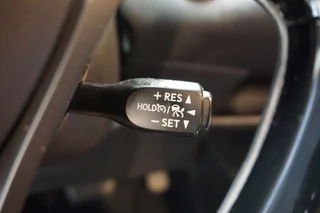 + RES ▲
HOLD / ◀
− SET ▼